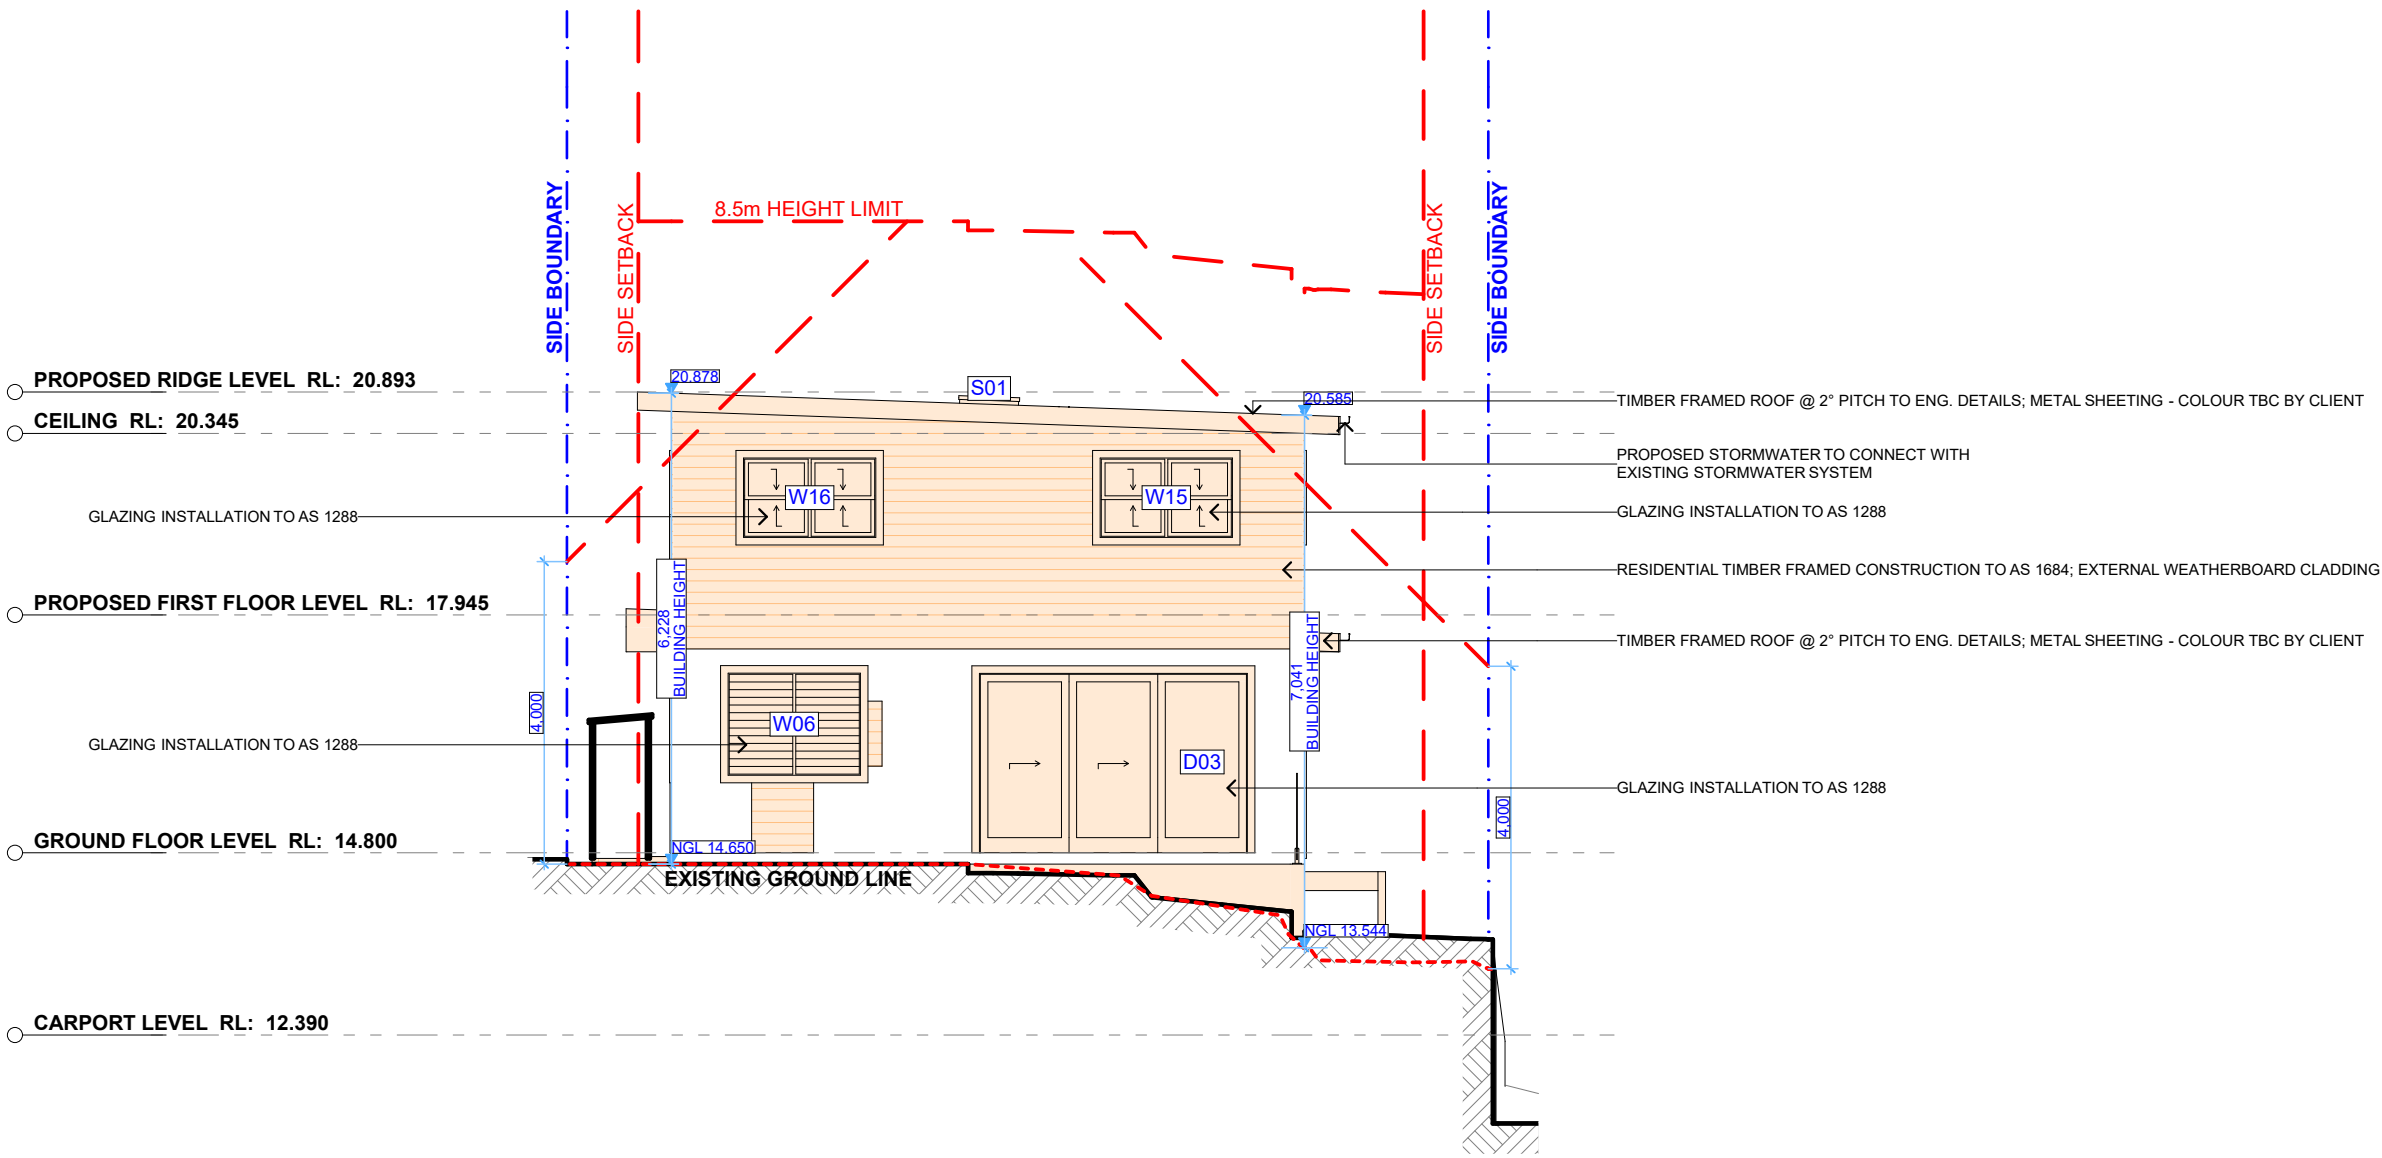 SIDE BOUNDARY
SIDE SETBACK
8.5m HEIGHT LIMIT
SIDE SETBACK
SIDE BOUNDARY
PROPOSED RIDGE LEVEL RL: 20.893
20.878
S01
20.585
TIMBER FRAMED ROOF @ 2° PITCH TO ENG. DETAILS; METAL SHEETING - COLOUR TBC BY CLIENT
CEILING RL: 20.345
PROPOSED STORMWATER TO CONNECT WITH
EXISTING STORMWATER SYSTEM
W16
W15
GLAZING INSTALLATION TO AS 1288
GLAZING INSTALLATION TO AS 1288
RESIDENTIAL TIMBER FRAMED CONSTRUCTION TO AS 1684; EXTERNAL WEATHERBOARD CLADDING
PROPOSED FIRST FLOOR LEVEL RL: 17.945
6,228
BUILDING HEIGHT
7,041
BUILDING HEIGHT
TIMBER FRAMED ROOF @ 2° PITCH TO ENG. DETAILS; METAL SHEETING - COLOUR TBC BY CLIENT
4,000
W06
GLAZING INSTALLATION TO AS 1288
D03
GLAZING INSTALLATION TO AS 1288
4,000
GROUND FLOOR LEVEL RL: 14.800
NGL 14.650
EXISTING GROUND LINE
NGL 13.544
CARPORT LEVEL RL: 12.390